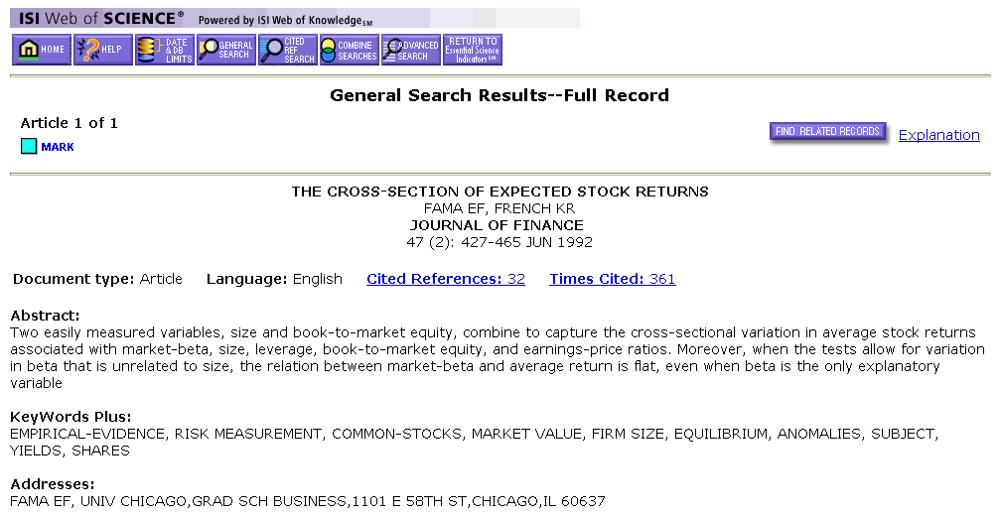 ISI Web of SCIENCE® Powered by ISI Web of Knowledge SM
HOME
HELP
DATE & DB LIMITS
GENERAL SEARCH
CITED REF SEARCH
COMBINE SEARCHES
ADVANCED SEARCH
RETURN TO Essential Science Indicators SM
General Search Results--Full Record
Article 1 of 1
MARK
FIND RELATED RECORDS Explanation
THE CROSS-SECTION OF EXPECTED STOCK RETURNS
FAMA EF, FRENCH KR
JOURNAL OF FINANCE
47 (2): 427-465 JUN 1992
Document type: Article Language: English Cited References: 32 Times Cited: 361
Abstract:
Two easily measured variables, size and book-to-market equity, combine to capture the cross-sectional variation in average stock returns
associated with market-beta, size, leverage, book-to-market equity, and earnings-price ratios. Moreover, when the tests allow for variation
in beta that is unrelated to size, the relation between market-beta and average return is flat, even when beta is the only explanatory
variable
KeyWords Plus:
EMPIRICAL-EVIDENCE, RISK MEASUREMENT, COMMON-STOCKS, MARKET VALUE, FIRM SIZE, EQUILIBRIUM, ANOMALIES, SUBJECT,
YIELDS, SHARES
Addresses:
FAMA EF, UNIV CHICAGO,GRAD SCH BUSINESS,1101 E 58TH ST,CHICAGO,IL 60637